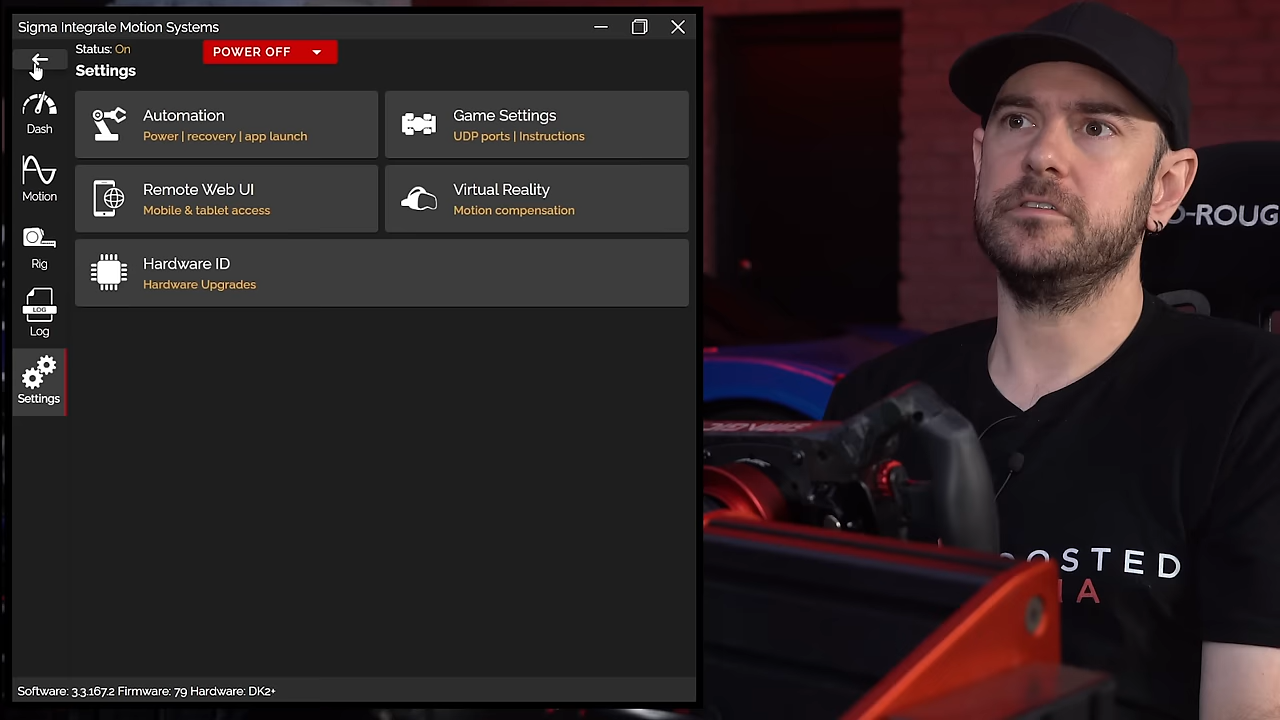 Sigma Integrale Motion Systems
Status: On
POWER OFF
Settings
Dash
Motion
Rig
LOG
Log
Settings
Automation
Power | recovery | app launch
Game Settings
UDP ports | Instructions
Remote Web UI
Mobile & tablet access
Virtual Reality
Motion compensation
Hardware ID
Hardware Upgrades
Software: 3.3.167.2 Firmware: 79 Hardware: DK2+
-ROUG
OSTED
IA